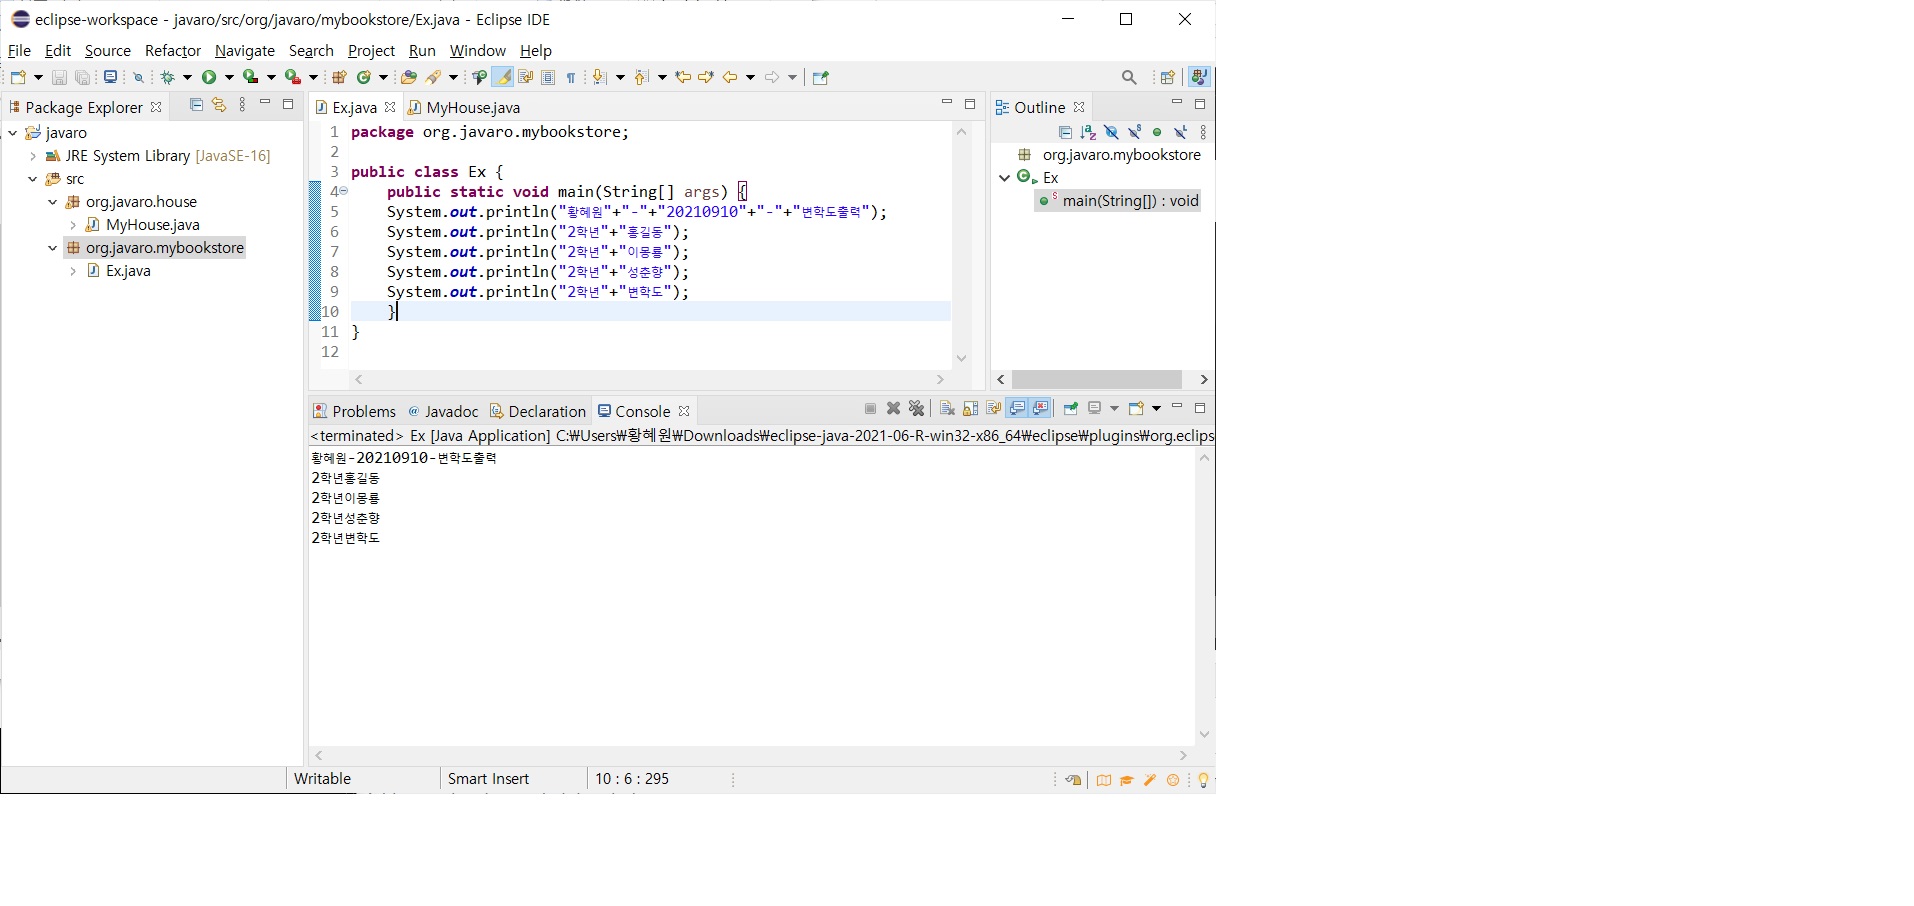 eclipse-workspace - javaro/src/org/javaro/mybookstore/Ex.java - Eclipse IDE
File Edit Source Refactor Navigate Search Project Run Window Help
Package Explorer
javaro
JRE System Library [JavaSE-16]
src
org.javaro.house
MyHouse.java
org.javaro.mybookstore
Ex.java
Ex.java MyHouse.java
1 package org.javaro.mybookstore;
2
3 public class Ex {
4 public static void main(String[] args) {
5 System.out.println("황혜원"+"-"+"20210910"+"-"+"변학도출력");
6 System.out.println("2학년"+"홍길동");
7 System.out.println("2학년"+"이몽룡");
8 System.out.println("2학년"+"성춘향");
9 System.out.println("2학년"+"변학도");
10 }
11 }
12
Outline
org.javaro.mybookstore
Ex
main(String[]) : void
Problems Javadoc Declaration Console
<terminated> Ex [Java Application] C:₩Users₩황혜원₩Downloads₩eclipse-java-2021-06-R-win32-x86_64₩eclipse₩plugins₩org.eclips
황혜원-20210910-변학도출력
2학년홍길동
2학년이몽룡
2학년성춘향
2학년변학도
Writable Smart Insert 10 : 6 : 295